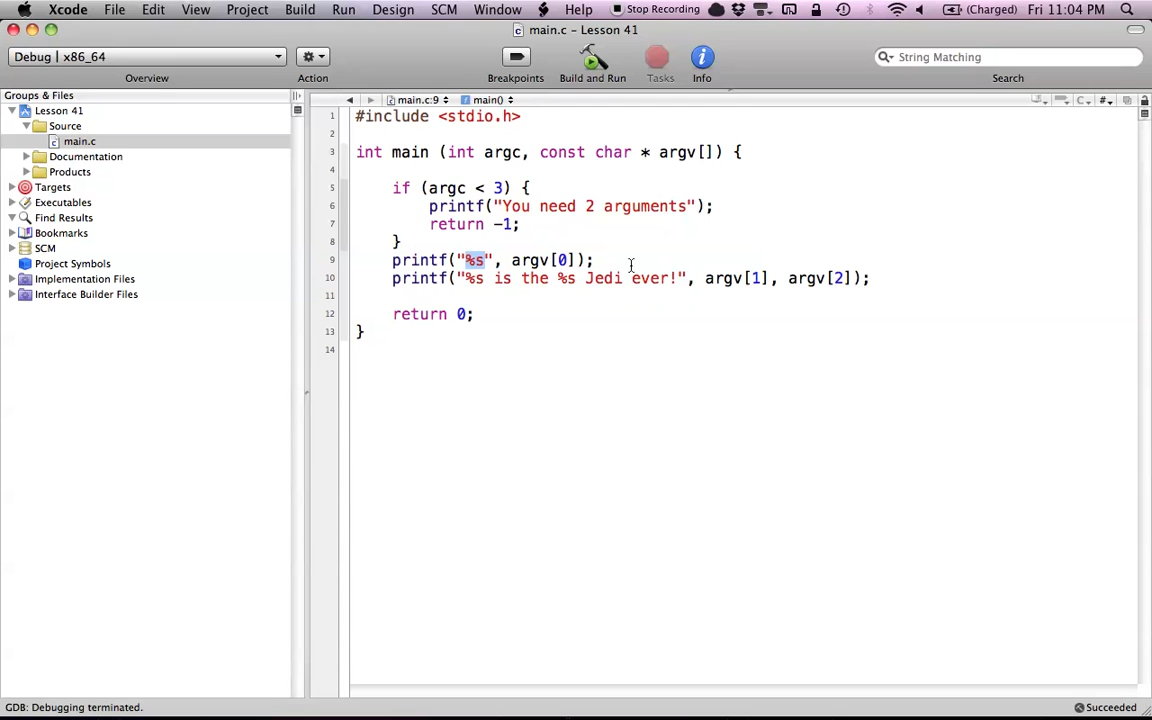 Xcode File Edit View Project Build Run Design SCM Window Help Stop Recording (Charged) Fri 11:04 PM
main.c - Lesson 41
Debug | x86_64 String Matching
Overview Action Breakpoints Build and Run Tasks Info Search
Groups & Files
Lesson 41
Source
main.c
Documentation
Products
Targets
Executables
Find Results
Bookmarks
SCM
Project Symbols
Implementation Files
Interface Builder Files
main.c:9 main() C #
1 #include <stdio.h>
2
3 int main (int argc, const char * argv[]) {
4
5 if (argc < 3) {
6 printf("You need 2 arguments");
7 return -1;
8 }
9 printf("%s", argv[0]);
10 printf("%s is the %s Jedi ever!", argv[1], argv[2]);
11
12 return 0;
13 }
14
GDB: Debugging terminated. Succeeded